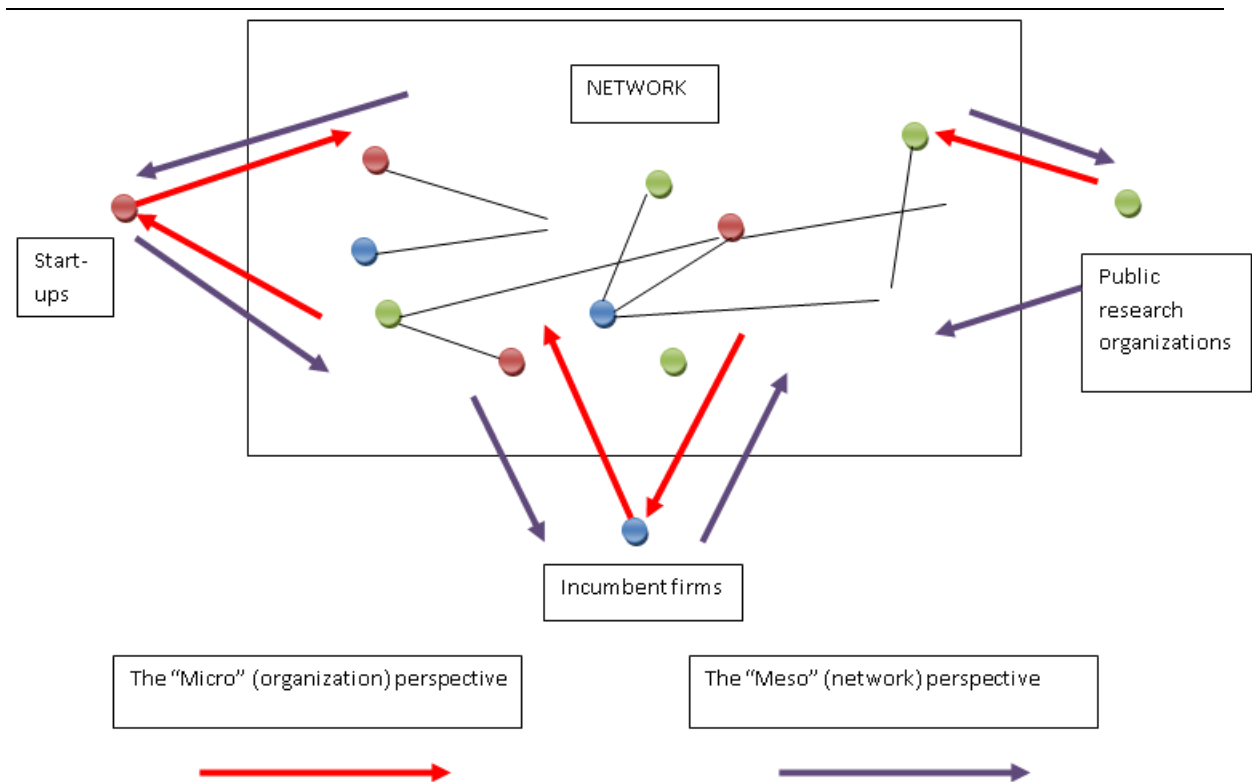 NETWORK
Start-
ups
Public
research
organizations
Incumbent firms
The “Micro” (organization) perspective
The “Meso” (network) perspective